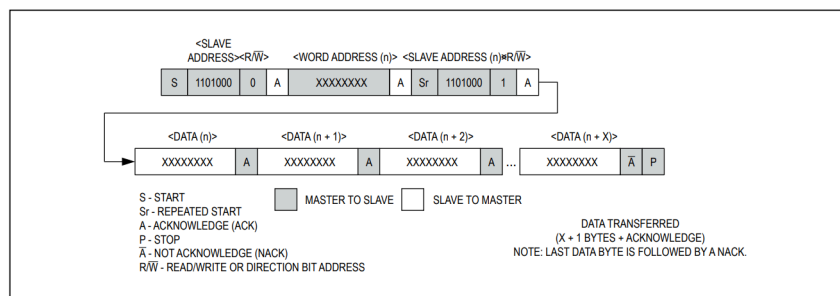 <SLAVE
ADDRESS> <R/W̅> <WORD ADDRESS (n)> <SLAVE ADDRESS (n)> <R/W̅>
S 1101000 0 A XXXXXXXX A Sr 1101000 1 A
<DATA (n)> <DATA (n + 1)> <DATA (n + 2)> <DATA (n + X)>
XXXXXXXX A XXXXXXXX A XXXXXXXX A ... XXXXXXXX A̅ P
S - START
Sr - REPEATED START
A - ACKNOWLEDGE (ACK)
P - STOP
A̅ - NOT ACKNOWLEDGE (NACK)
R/W̅ - READ/WRITE OR DIRECTION BIT ADDRESS
MASTER TO SLAVE
SLAVE TO MASTER
DATA TRANSFERRED
(X + 1 BYTES + ACKNOWLEDGE)
NOTE: LAST DATA BYTE IS FOLLOWED BY A NACK.